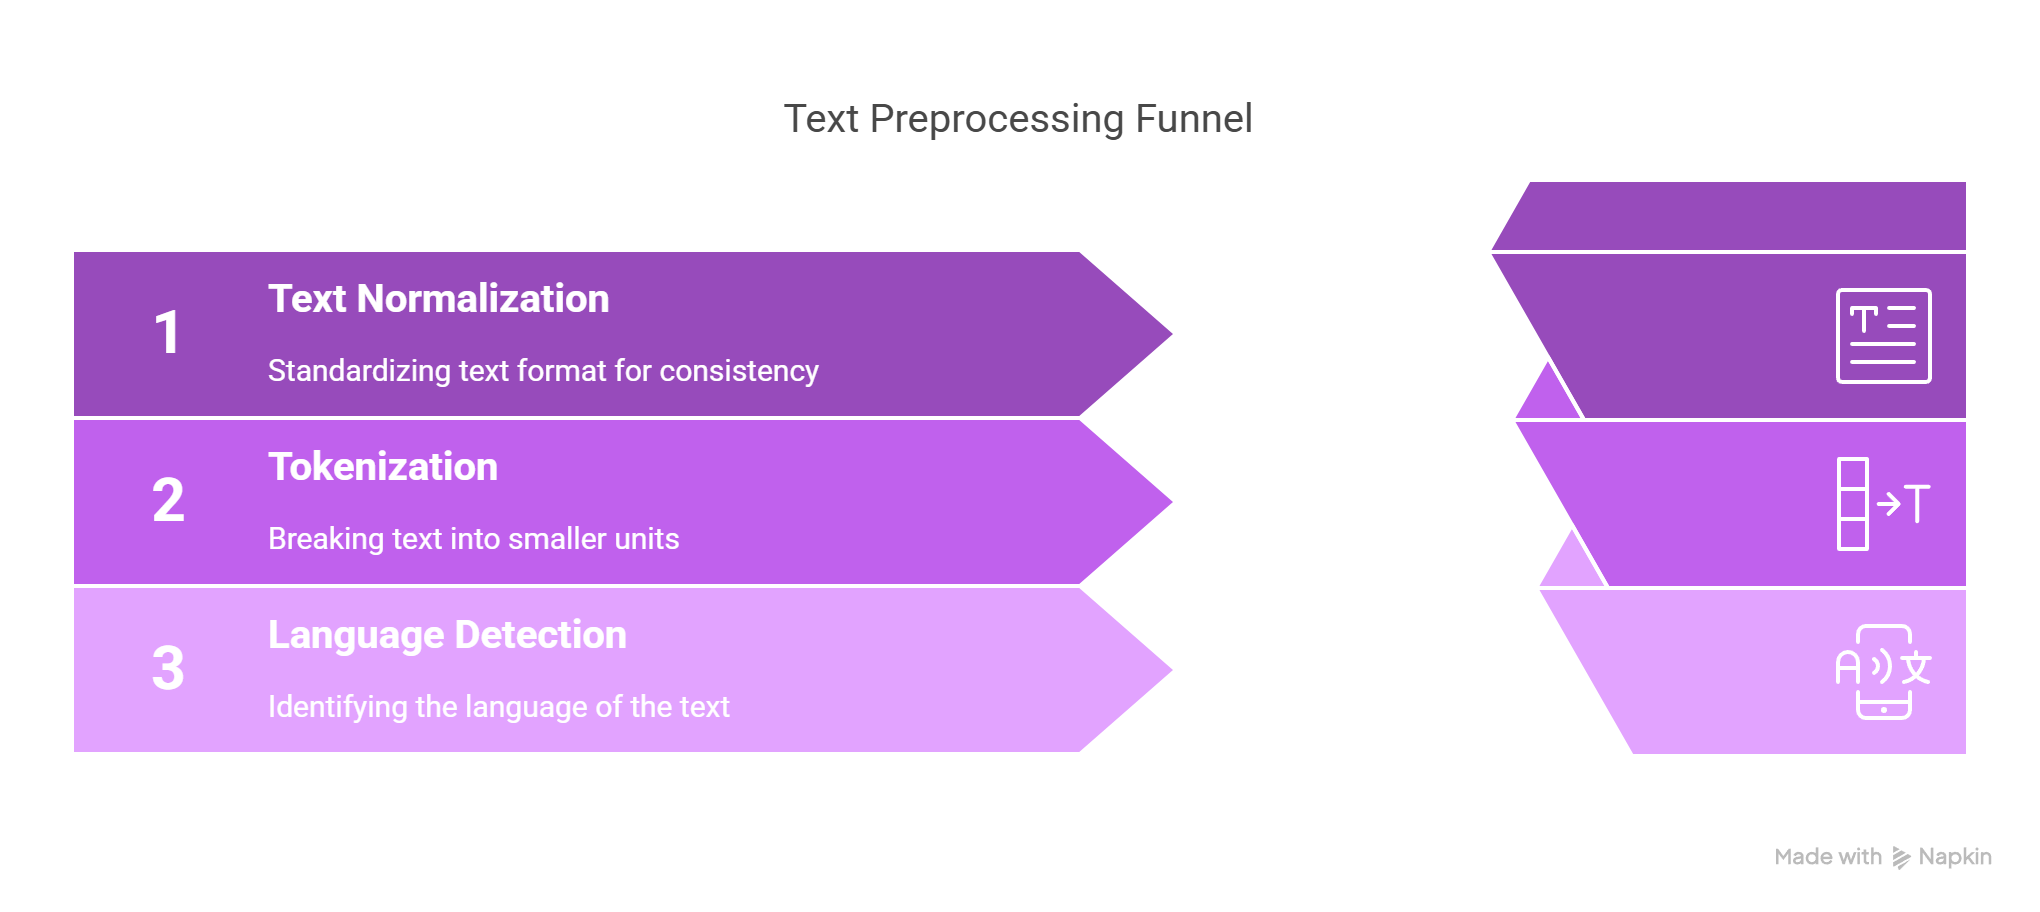 Text Preprocessing Funnel
1
Text Normalization
Standardizing text format for consistency
2
Tokenization
Breaking text into smaller units
3
Language Detection
Identifying the language of the text
T
T
A 文
Made with Napkin